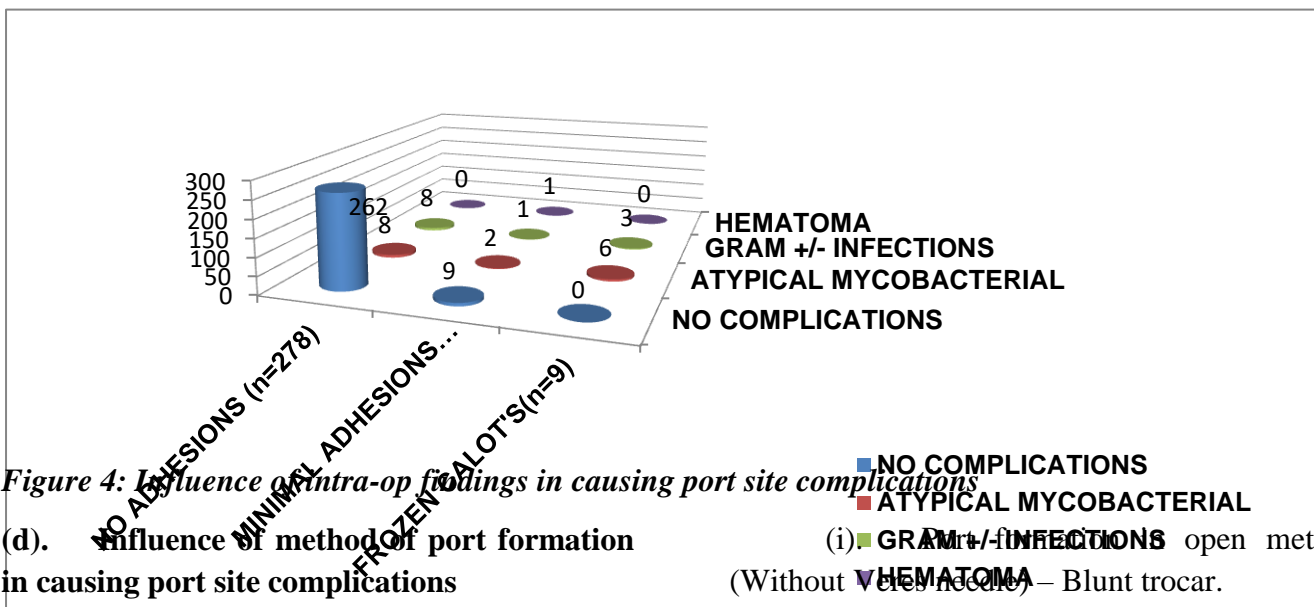 300
250
200
150
100
50
0
262
8
8
0
9
2
1
1
0
6
3
0
HEMATOMA
GRAM +/- INFECTIONS
ATYPICAL MYCOBACTERIAL
NO COMPLICATIONS
NO ADHESIONS (n=278)
MINIMAL ADHESIONS…
FROZEN CALOT'S(n=9)
NO COMPLICATIONS
ATYPICAL MYCOBACTERIAL
GRAM +/- INFECTIONS
HEMATOMA
Figure 4: Influence of intra-op findings in causing port site complications
(d). Influence of method of port formation
in causing port site complications
(i). Port formation in open met
(Without Veres needle) – Blunt trocar.